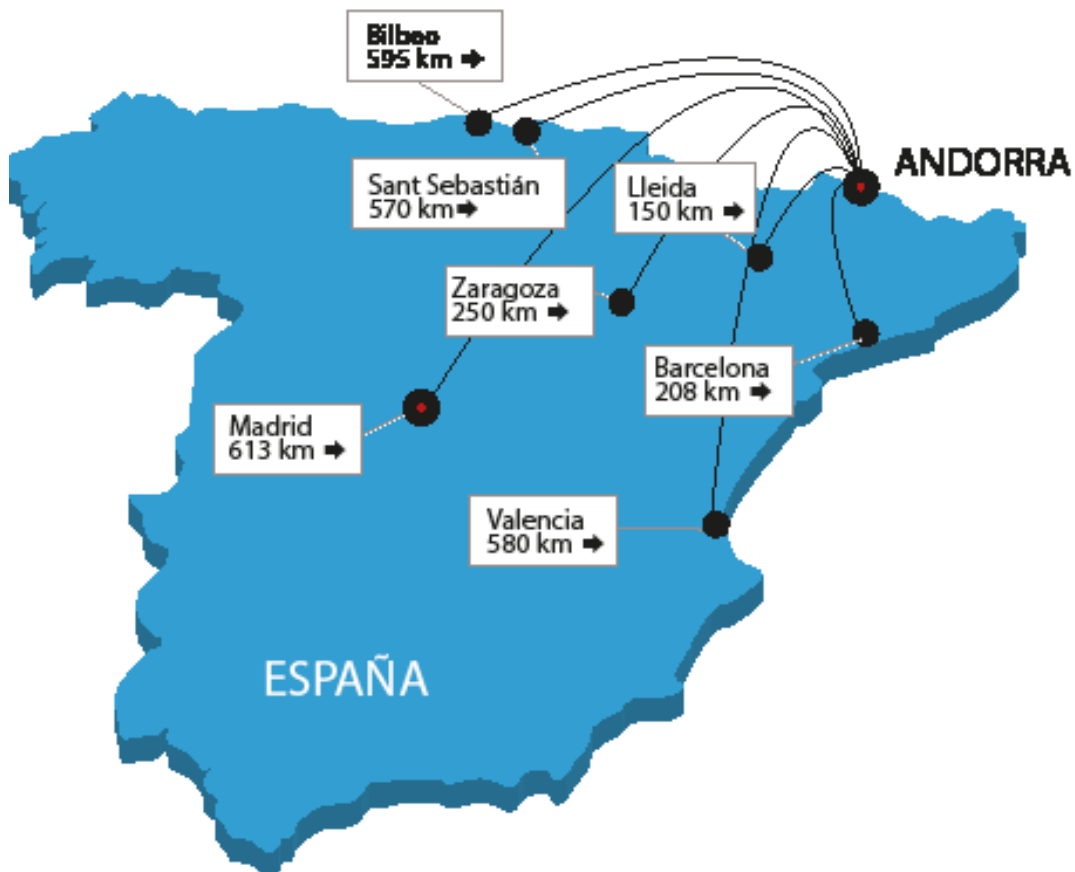 Bilbao
595 km ➡
ANDORRA
Sant Sebastián
570 km ➡
Lleida
150 km ➡
Zaragoza
250 km ➡
Barcelona
208 km ➡
Madrid
613 km ➡
Valencia
580 km ➡
ESPAÑA